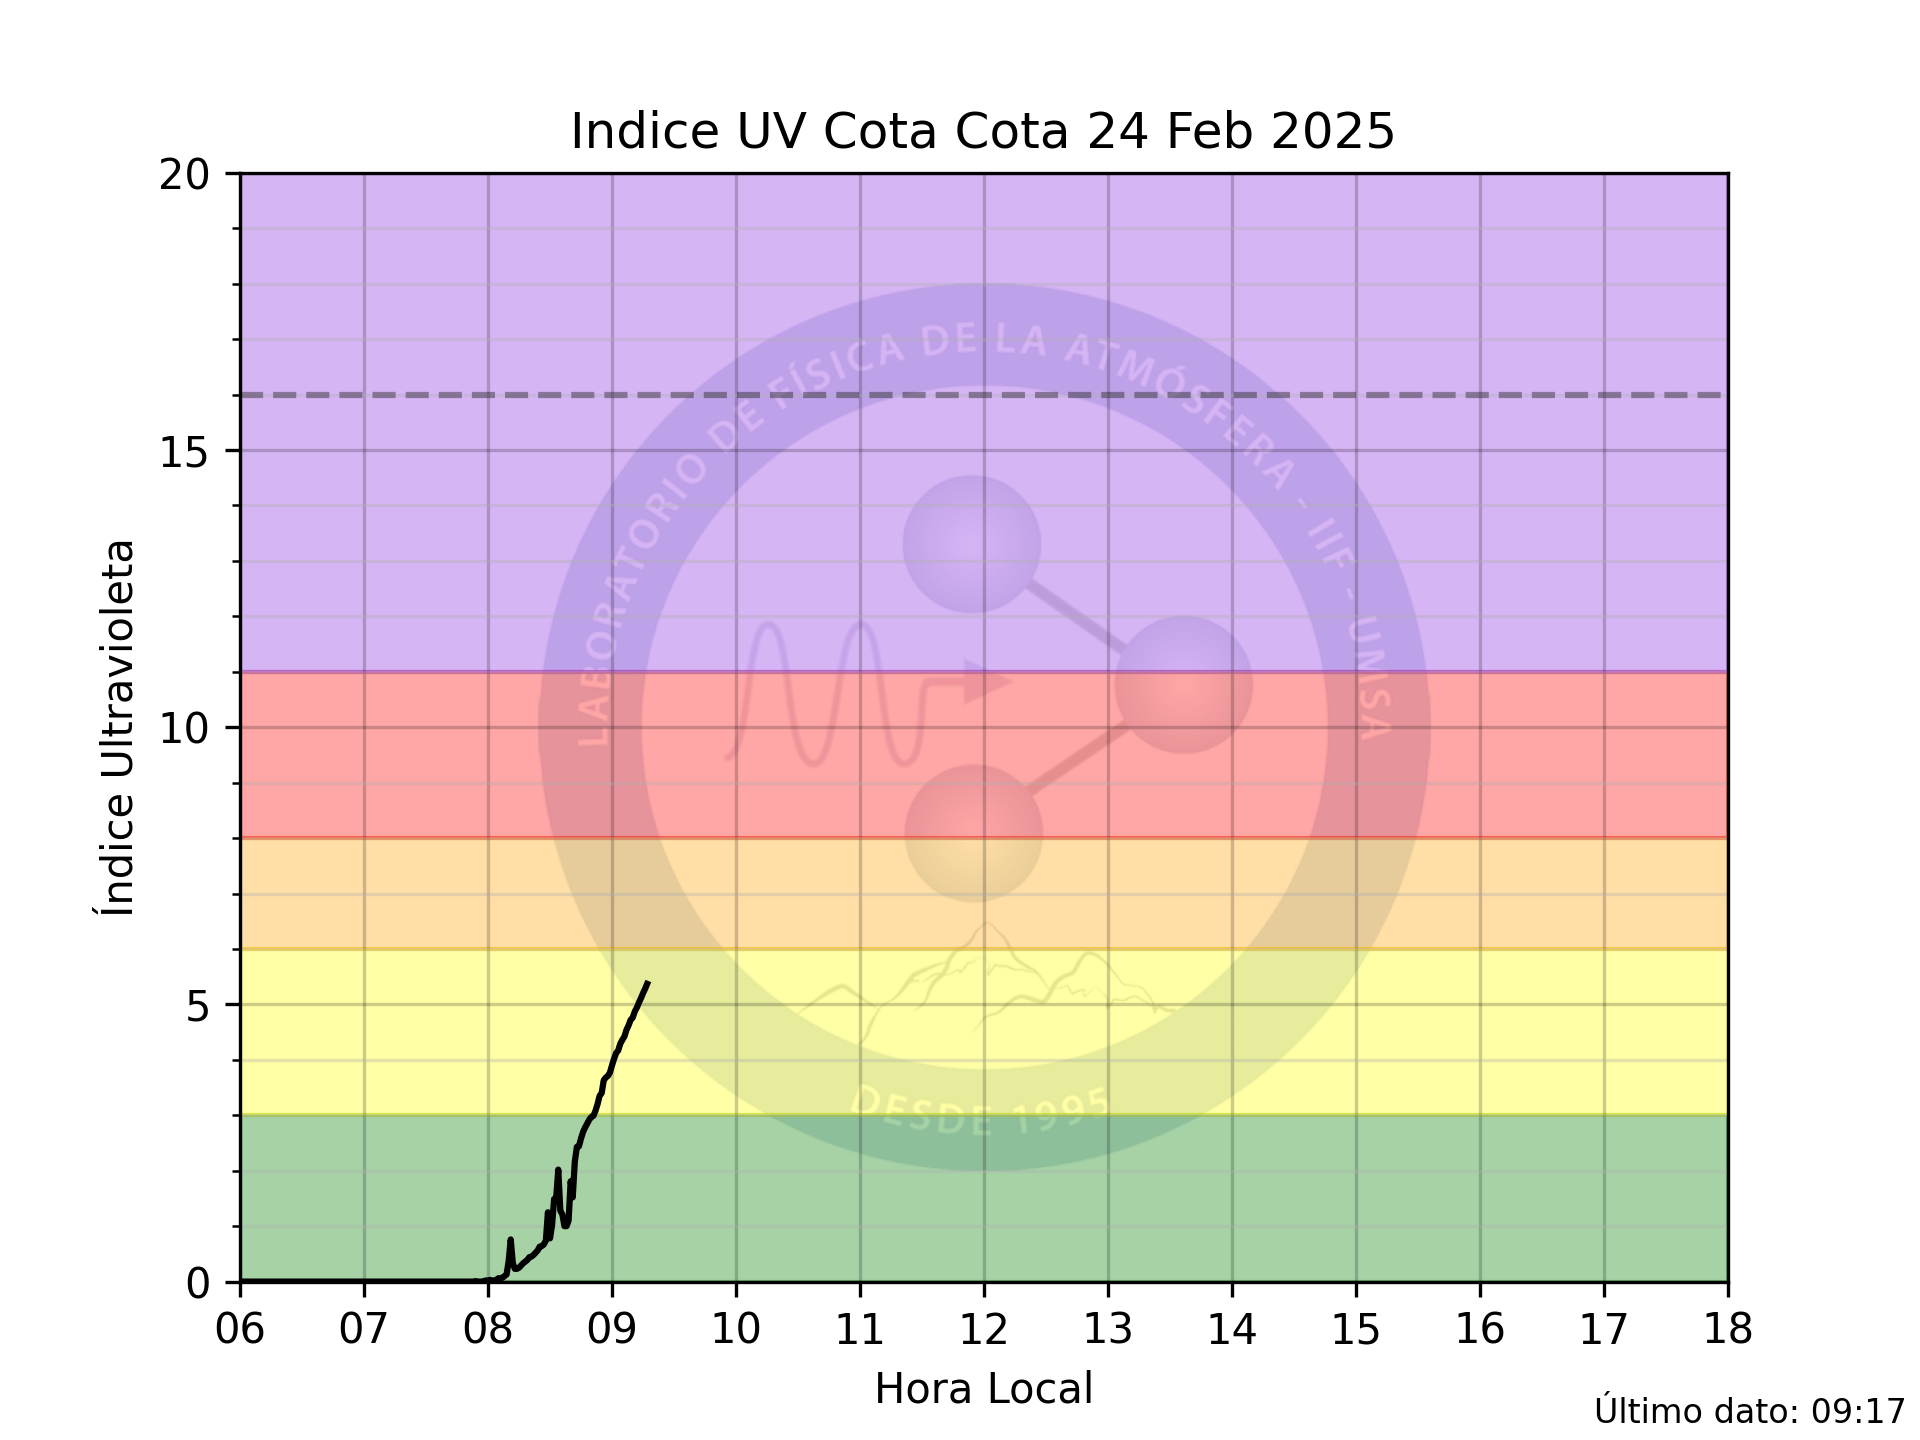 Indice UV Cota Cota 24 Feb 2025
20
15
10
5
0
Índice Ultravioleta
LABORATORIO DE FÍSICA DE LA ATMÓSFERA - IIF - UMSA
DESDE 1995
06 07 08 09 10 11 12 13 14 15 16 17 18
Hora Local
Último dato: 09:17